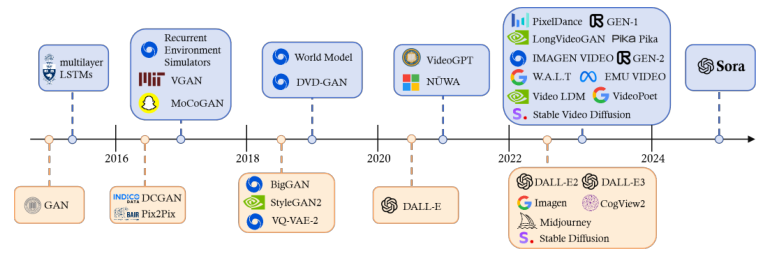 multilayer
LSTMs
Recurrent
Environment
Simulators
MIT
VGAN
MoCoGAN
World Model
DVD-GAN
VideoGPT
NÜWA
PixelDance GEN-1
LongVideoGAN PIKA Pika
IMAGEN VIDEO GEN-2
W.A.L.T EMU VIDEO
Video LDM VideoPoet
S. Stable Video Diffusion
Sora
2016
2018
2020
2022
2024
GAN
INDICO DATA DCGAN
BAIR Pix2Pix
BigGAN
StyleGAN2
VQ-VAE-2
DALL-E
DALL-E2 DALL-E3
Imagen CogView2
Midjourney
S. Stable Diffusion